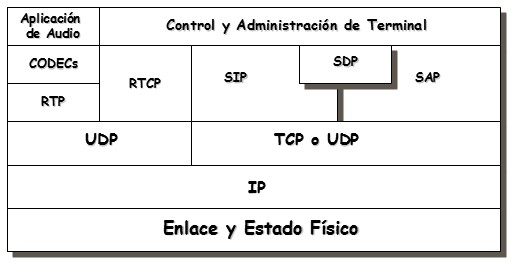 Aplicación
de Audio
Control y Administración de Terminal
CODECs
RTP
RTCP
SIP
SDP
SAP
UDP
TCP o UDP
IP
Enlace y Estado Físico